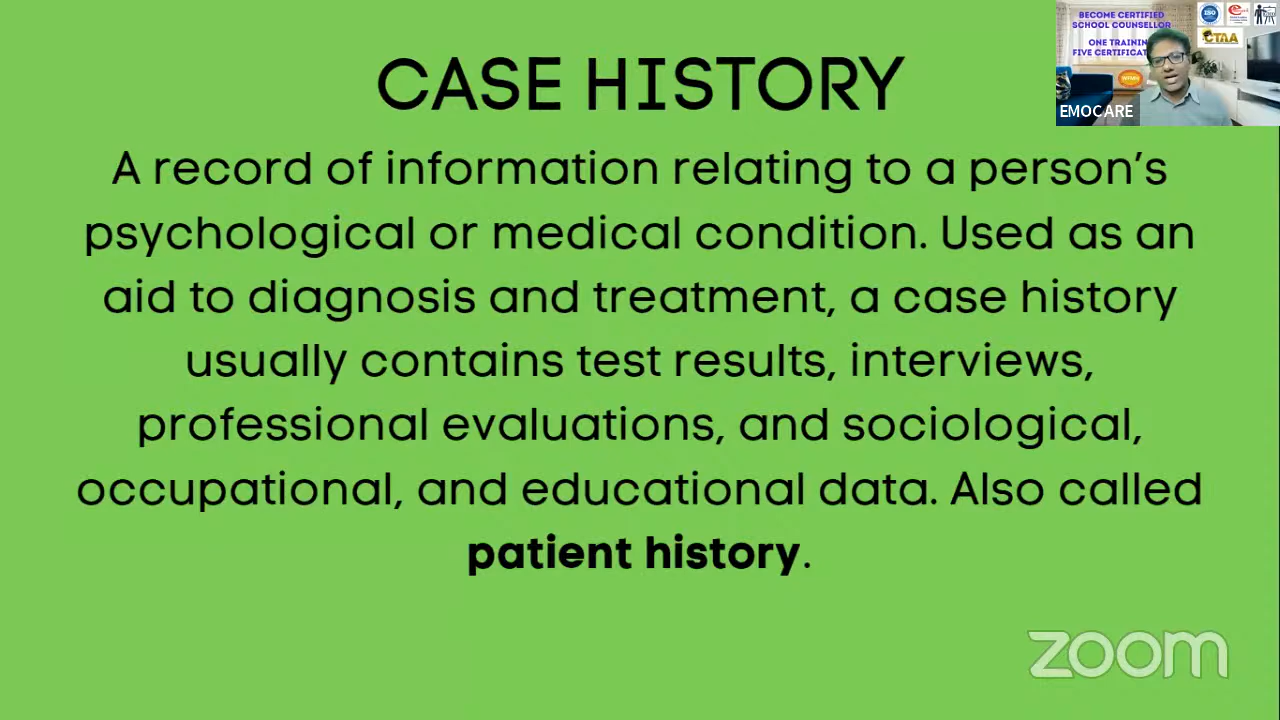 CASE HISTORY
A record of information relating to a person's
psychological or medical condition. Used as an
aid to diagnosis and treatment, a case history
usually contains test results, interviews,
professional evaluations, and sociological,
occupational, and educational data. Also called
patient history.
BECOME CERTIFIED
SCHOOL COUNSELLOR
ONE TRAINING
EMOCARE
CTAA
ISO
zoom